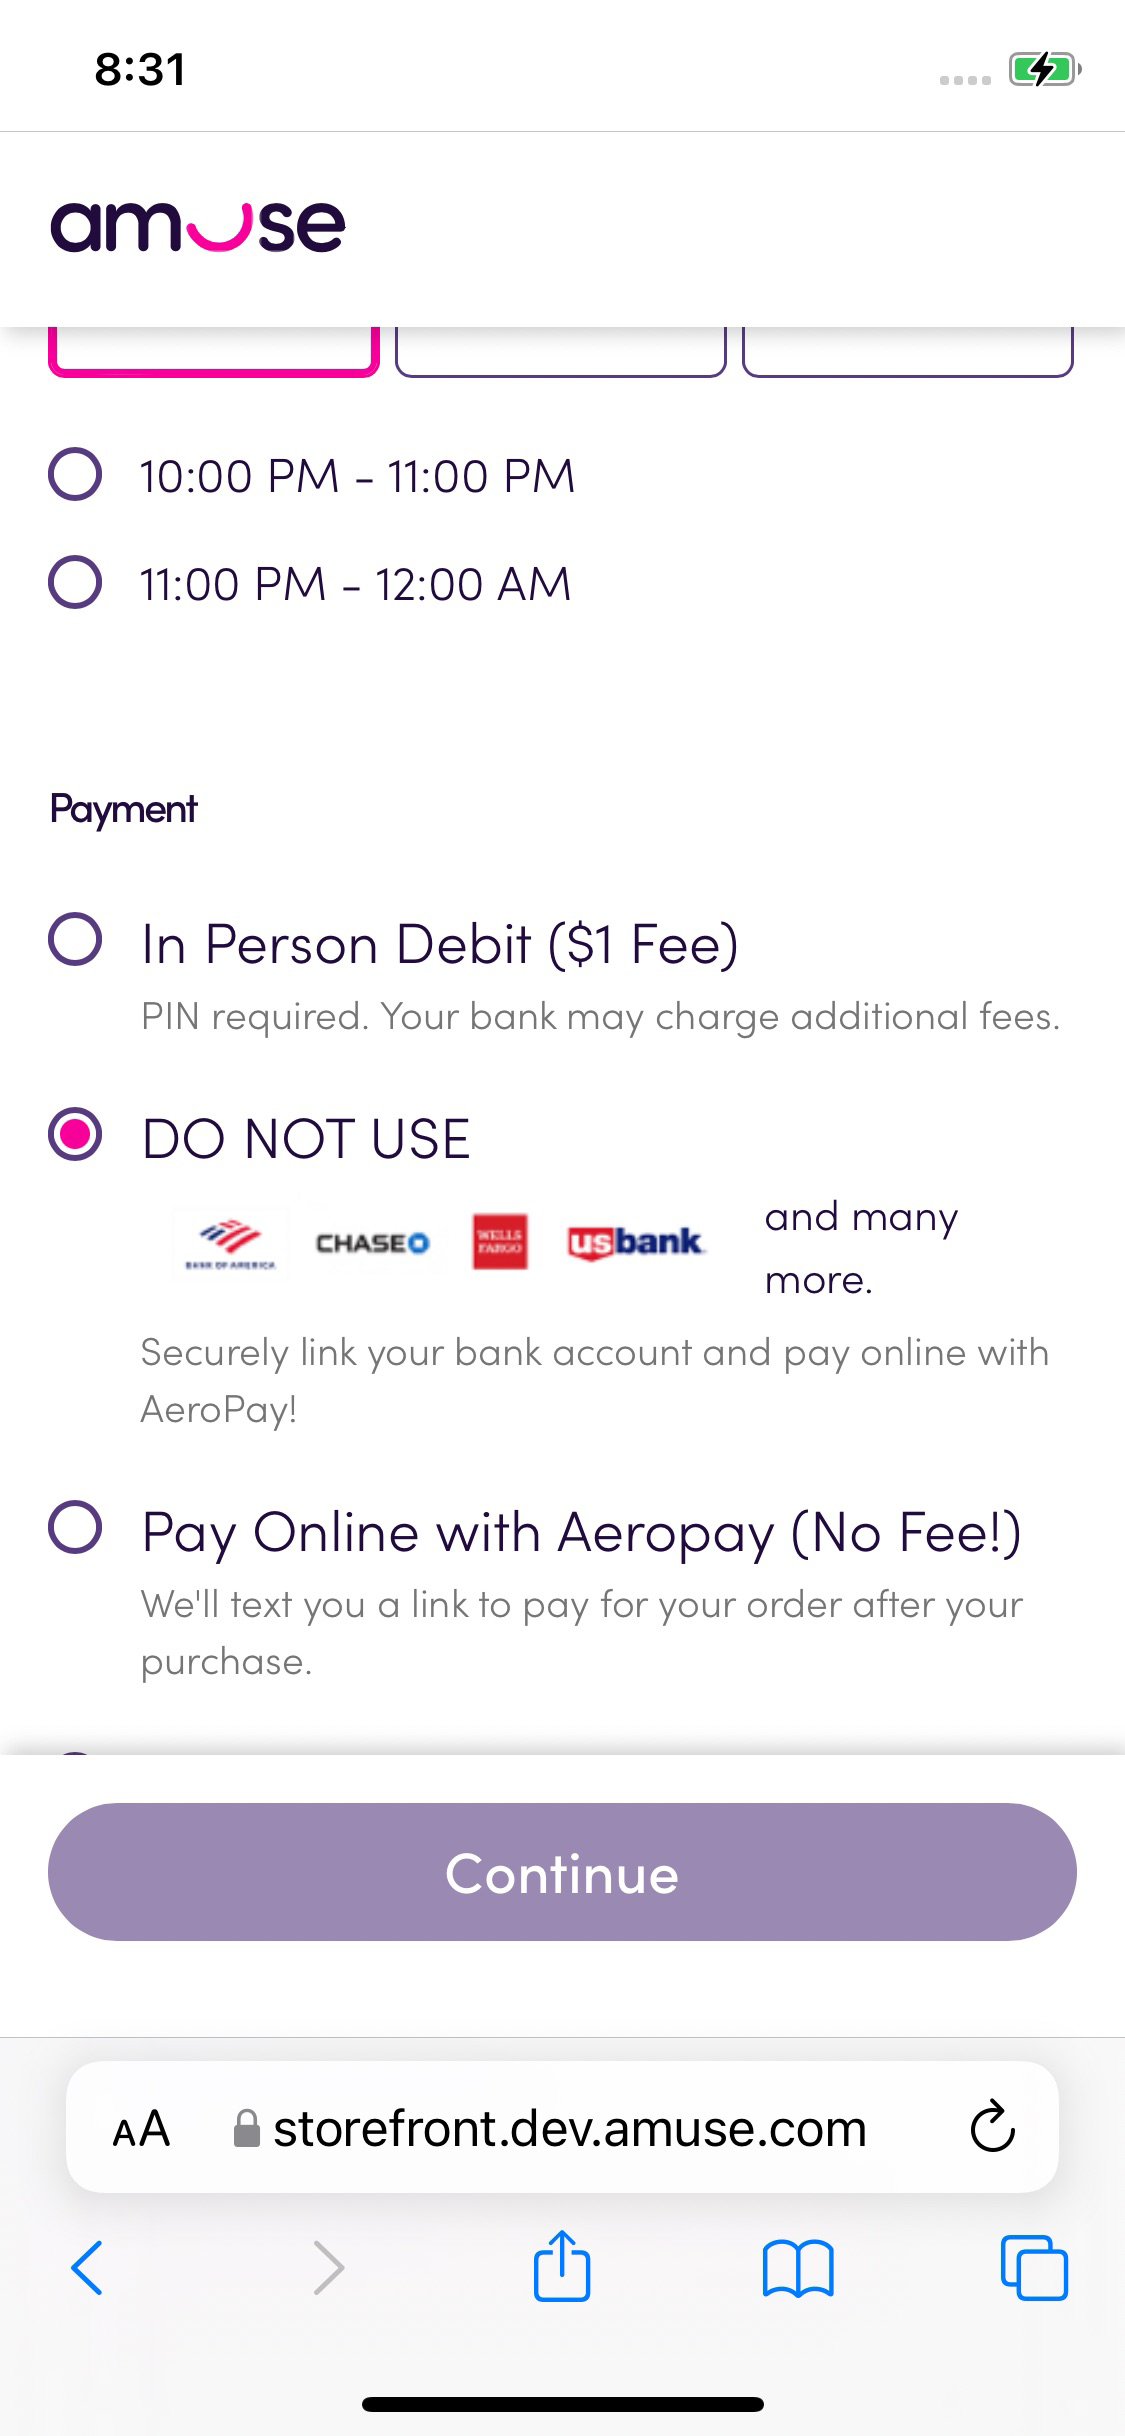 8:31
amuse
10:00 PM - 11:00 PM
11:00 PM - 12:00 AM
Payment
In Person Debit ($1 Fee)
PIN required. Your bank may charge additional fees.
DO NOT USE
BANK OF AMERICA
CHASE
WELLS
FARGO
usbank
and many
more.
Securely link your bank account and pay online with
AeroPay!
Pay Online with Aeropay (No Fee!)
We'll text you a link to pay for your order after your
purchase.
Continue
AA
storefront.dev.amuse.com